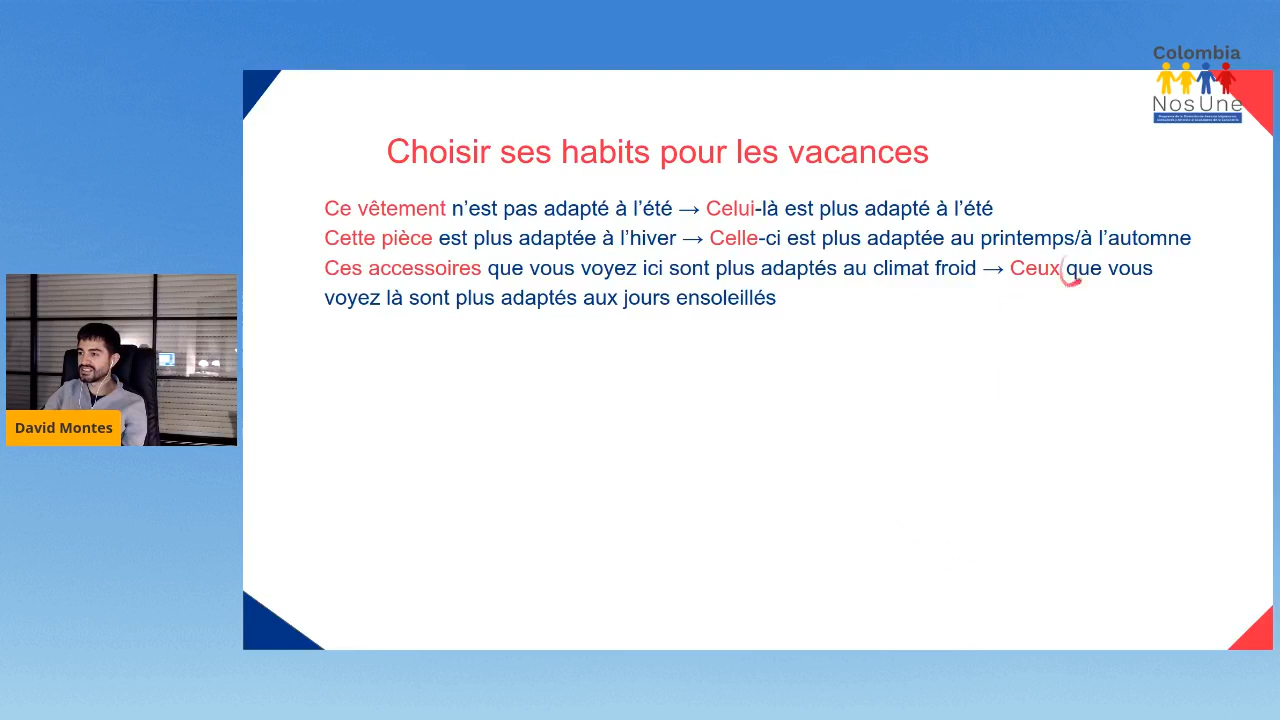 Colombia
NosUne
Choisir ses habits pour les vacances
Ce vêtement n’est pas adapté à l’été → Celui-là est plus adapté à l’été
Cette pièce est plus adaptée à l’hiver → Celle-ci est plus adaptée au printemps/à l’automne
Ces accessoires que vous voyez ici sont plus adaptés au climat froid → Ceux que vous
voyez là sont plus adaptés aux jours ensoleillés
David Montes